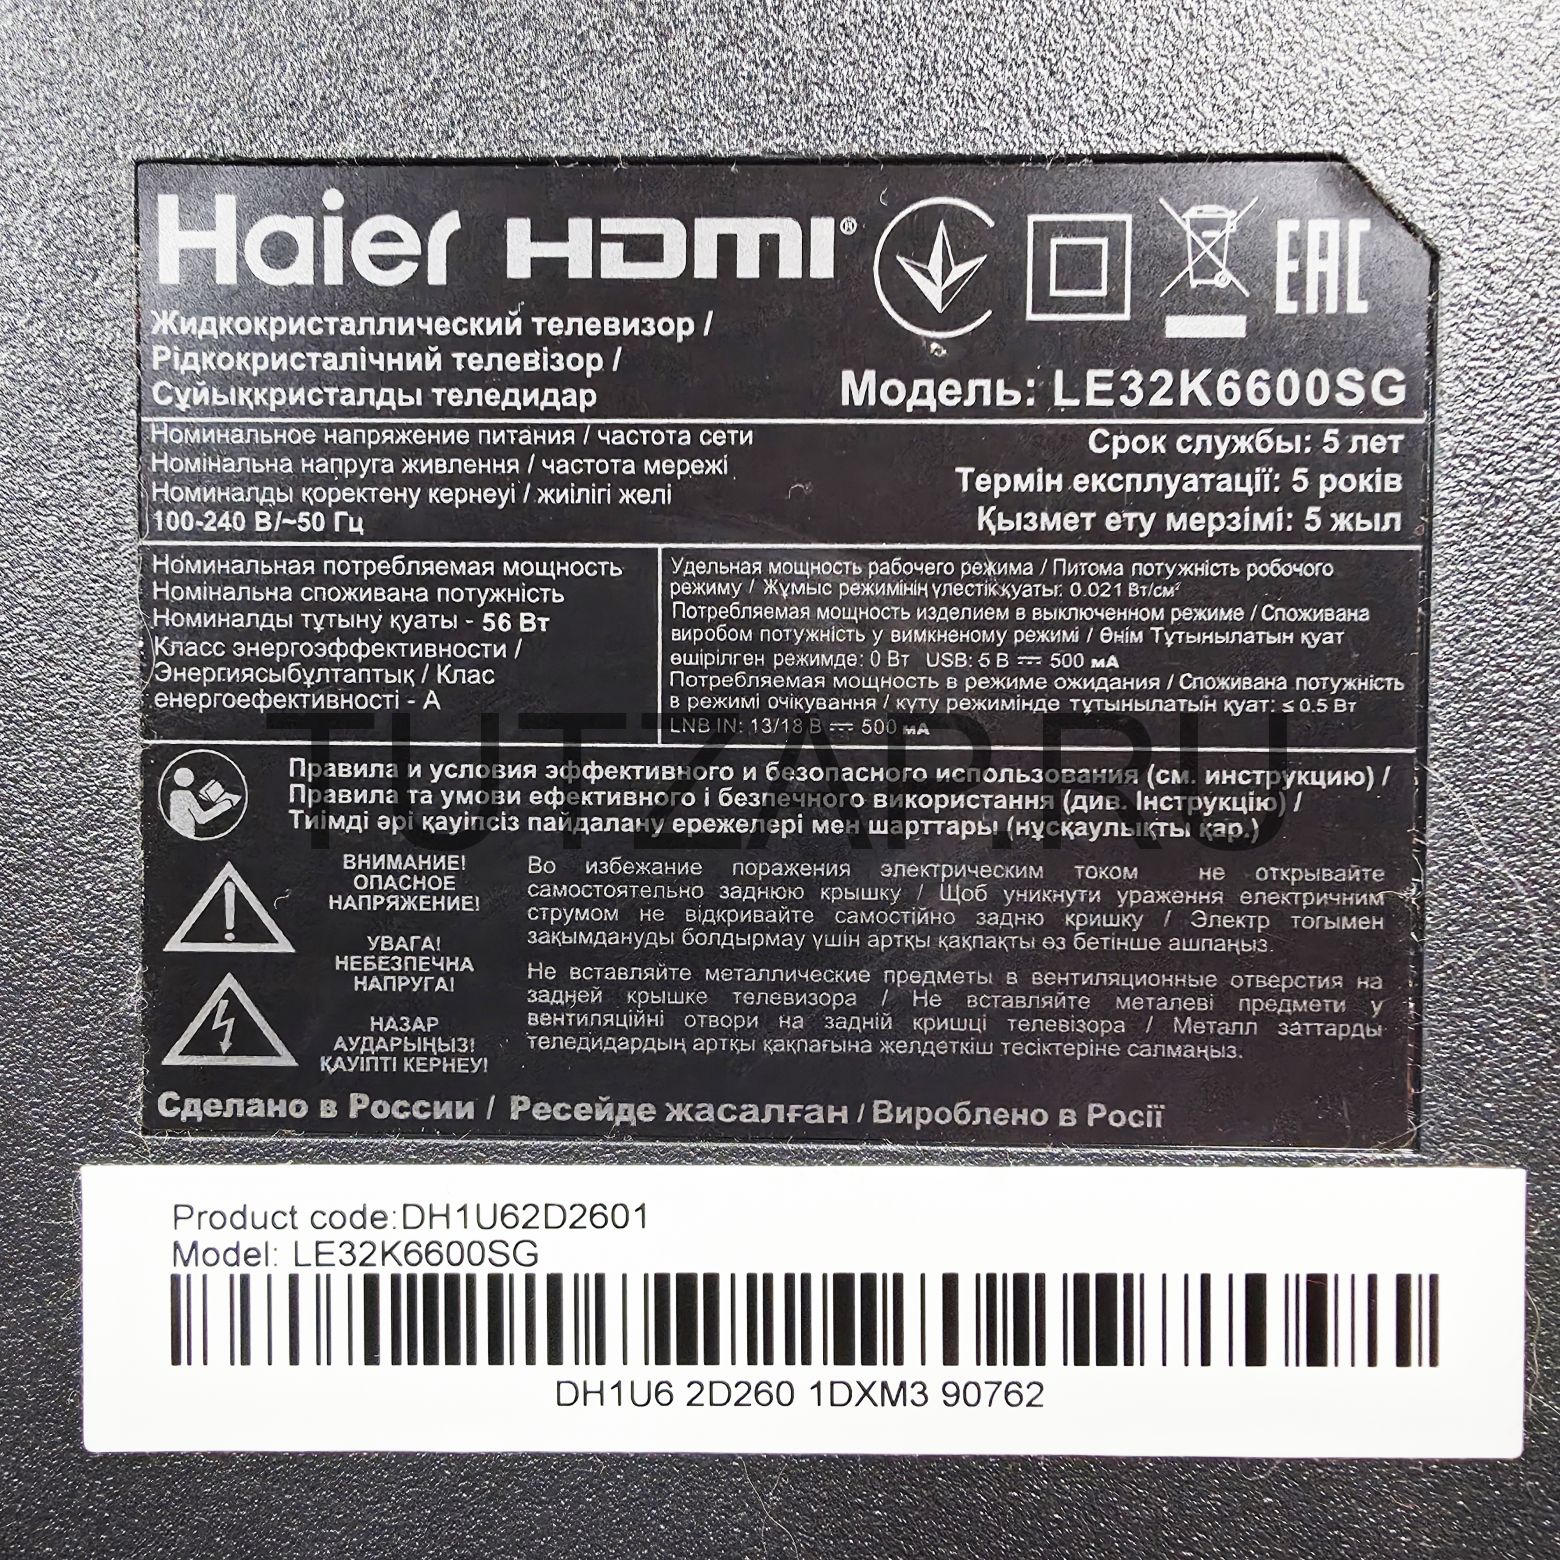 Haier HDMI®
EAC
Жидкокристаллический телевизор /
Рідкокристалічний телевізор /
Сұйыққристалды теледидар
Модель: LE32K6600SG
Номинальное напряжение питания / частота сети
Номінальна напруга живлення / частота мережі
Номиналды қоректену кернеуі / жиілігі желі
100-240 В/~50 Гц
Срок службы: 5 лет
Термін експлуатації: 5 років
Қызмет ету мерзімі: 5 жыл
Номинальная потребляемая мощность
Номінальна споживана потужність
Номиналды тұтыну қуаты - 56 Вт
Класс энергоэффективности /
Энергиясыбұлтаптық / Клас
енергоефективності - А
Удельная мощность рабочего режима / Питома потужність робочого
режиму / Жұмыс режимінің үлестік қуаты: 0.021 Вт/см²
Потребляемая мощность изделием в выключенном режиме / Споживана
виробом потужність у вимкненому режимі / Өнім Тұтынылатын қуат
өшірілген режимде: 0 Вт USB: 5 В ⎓ 500 мА
Потребляемая мощность в режиме ожидания / Споживана потужність
в режимі очікування / күту режимінде тұтынылатын қуат: ≤ 0.5 Вт
LNB IN: 13/18 В ⎓ 500 мА
TUTZAP.RU
Правила и условия эффективного и безопасного использования (см. инструкцию) /
Правила та умови ефективного і безпечного використання (див. Інструкцію) /
Тиімді әрі қауіпсіз пайдалану ережелері мен шарттары (нұсқаулықты қар.)
ВНИМАНИЕ!
ОПАСНОЕ
НАПРЯЖЕНИЕ!
УВАГА!
НЕБЕЗПЕЧНА
НАПРУГА!
НАЗАР
АУДАРЫҢЫЗ!
ҚАУІПТІ КЕРНЕУ!
Во избежание поражения электрическим током не открывайте
самостоятельно заднюю крышку / Щоб уникнути ураження електричним
струмом не відкривайте самостійно задню кришку / Электр тоғымен
зақымдануды болдырмау үшін артқы қақпақты өз бетінше ашпаңыз.
Не вставляйте металлические предметы в вентиляционные отверстия на
задней крышке телевизора / Не вставляйте металеві предмети у
вентиляційні отвори на задній кришці телевізора / Металл заттарды
теледидардың артқы қақпағына желдеткіш тесіктеріне салмаңыз.
Сделано в России / Ресейде жасалған / Вироблено в Росії
Product code:DH1U62D2601
Model: LE32K6600SG
DH1U6 2D260 1DXM3 90762